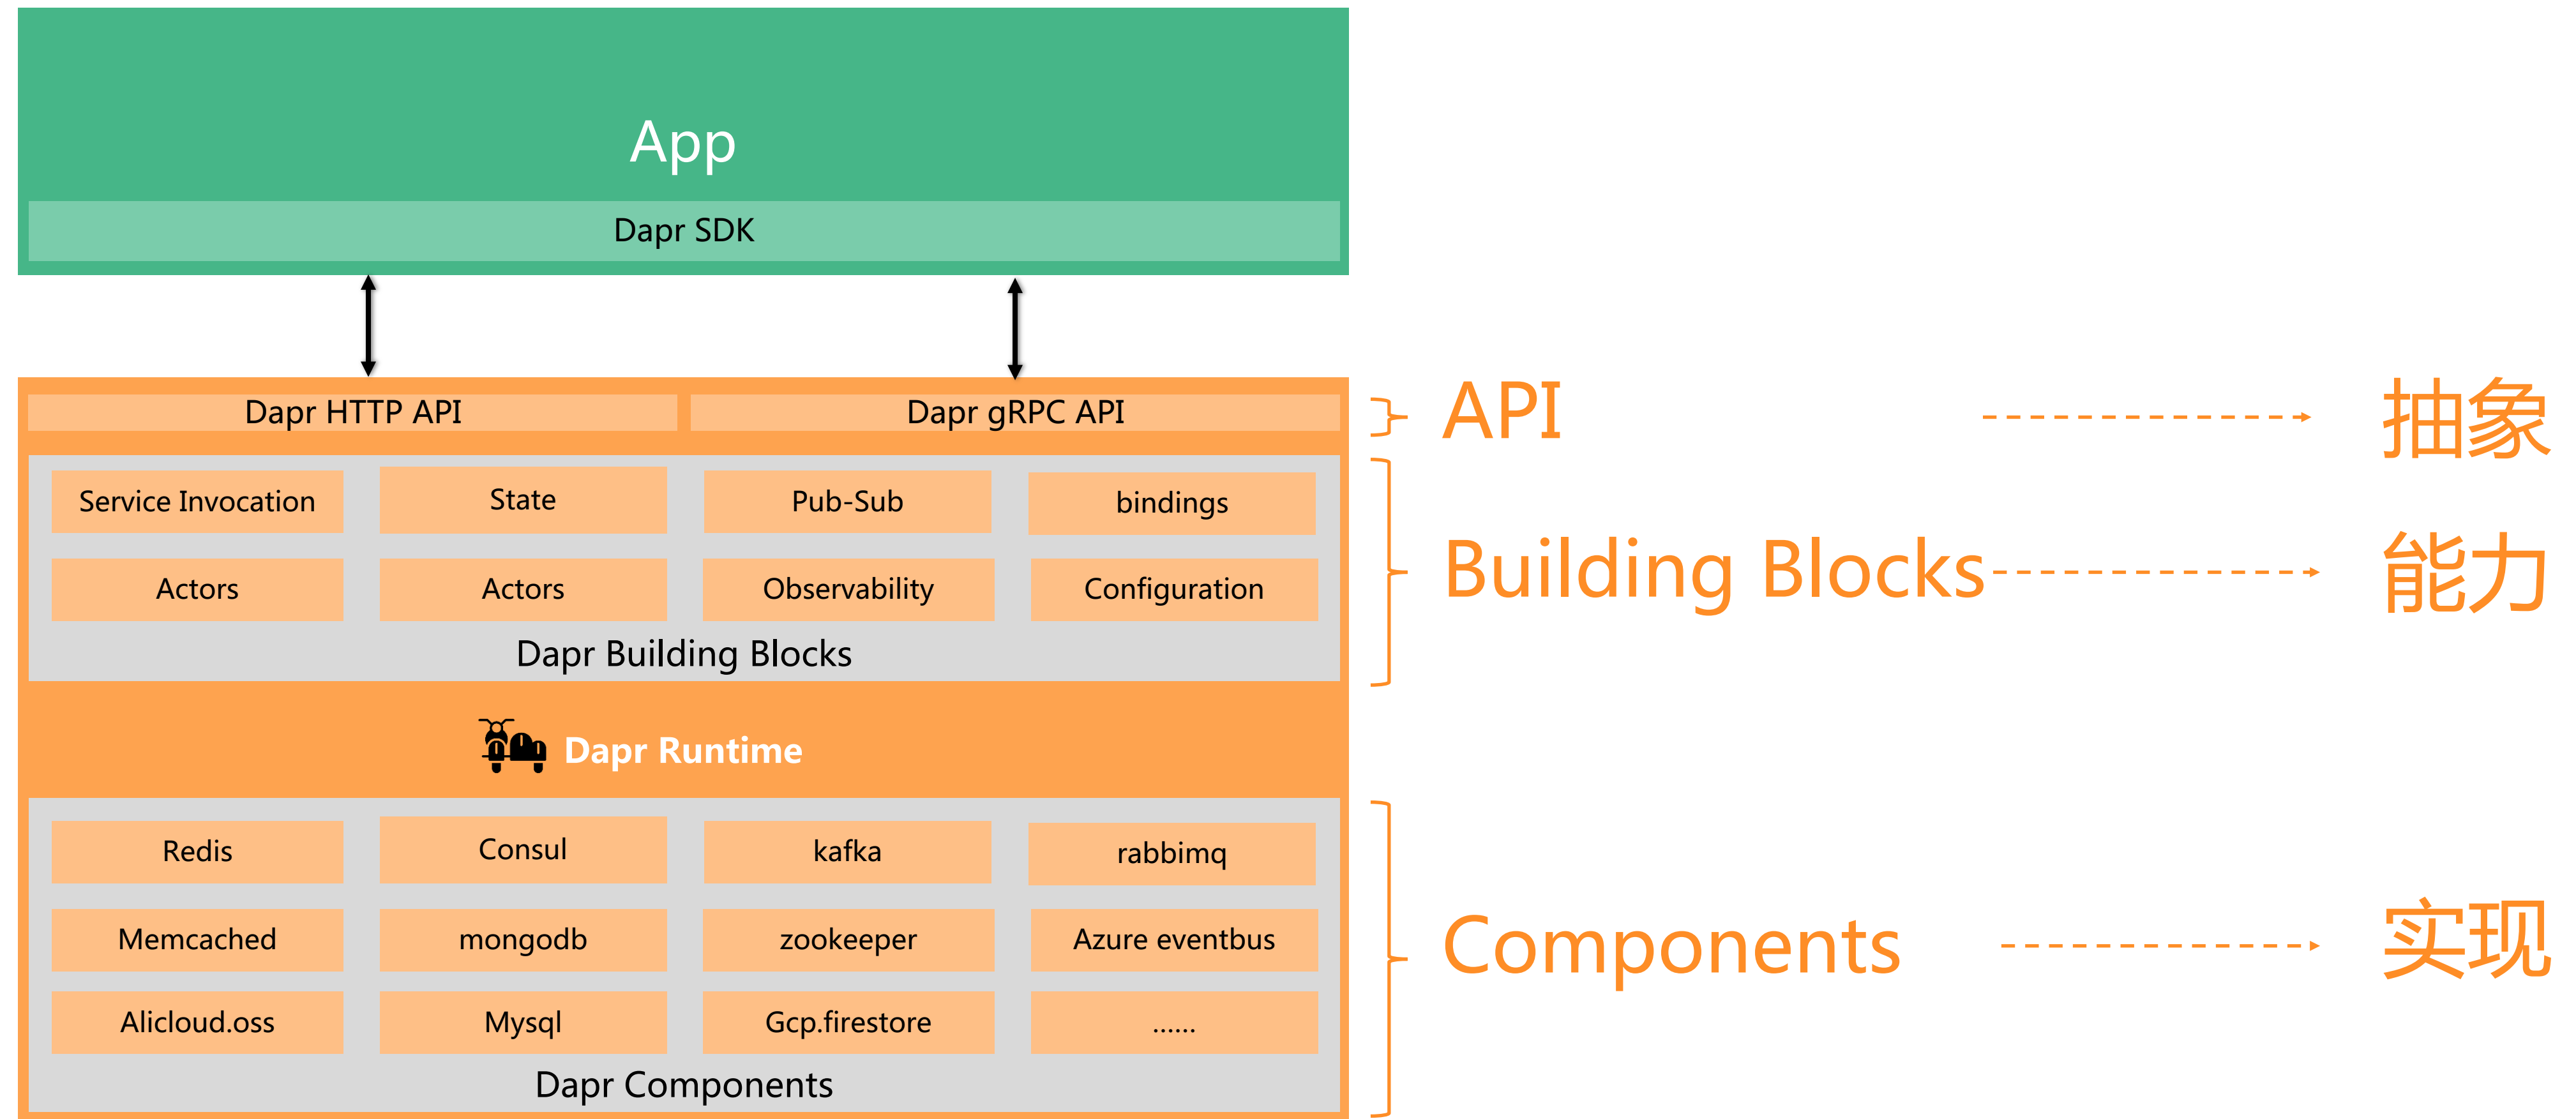 App
Dapr SDK
Dapr HTTP API
Dapr gRPC API
API
抽象
Service Invocation
State
Pub-Sub
bindings
Actors
Actors
Observability
Configuration
Dapr Building Blocks
Building Blocks
能力
Dapr Runtime
Redis
Consul
kafka
rabbimq
Memcached
mongodb
zookeeper
Azure eventbus
Alicloud.oss
Mysql
Gcp.firestore
......
Dapr Components
Components
实现